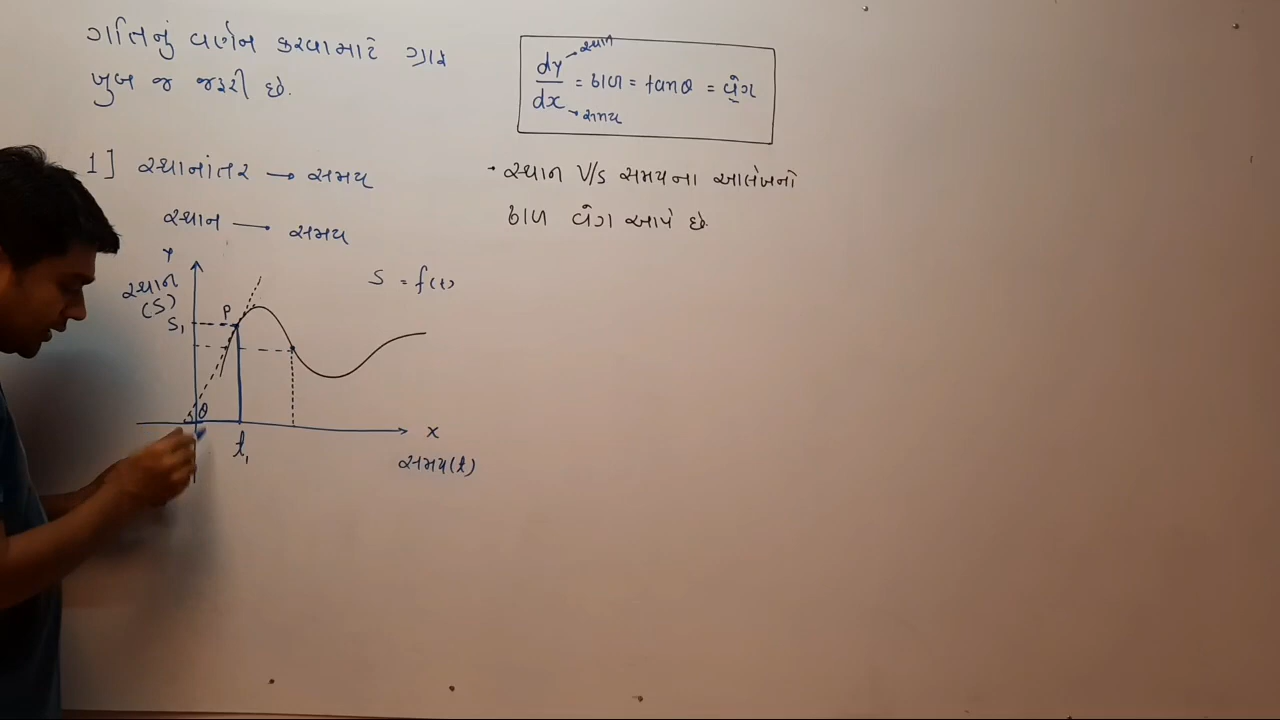 ગતિનું વર્ણન કરવા માટે ગ્રાફ
ખુબ જ જરૂરી છે.
1] સ્થાનાંતર → સમય
સ્થાન → સમય
Y
સ્થાન
(S)
S₁
P
θ
t₁
X
સમય(t)
S = f(t)
dy → સ્થાન
dx → સમય
= ઢાળ = tanθ = વેગ
• સ્થાન V/s સમયના આલેખનો
ઢાળ વેગ આપે છે.